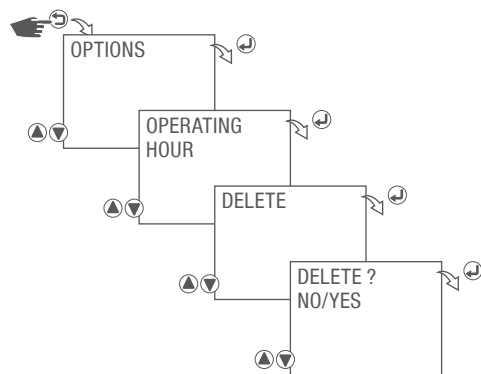 OPTIONS
OPERATING
HOUR
DELETE
DELETE ?
NO/YES